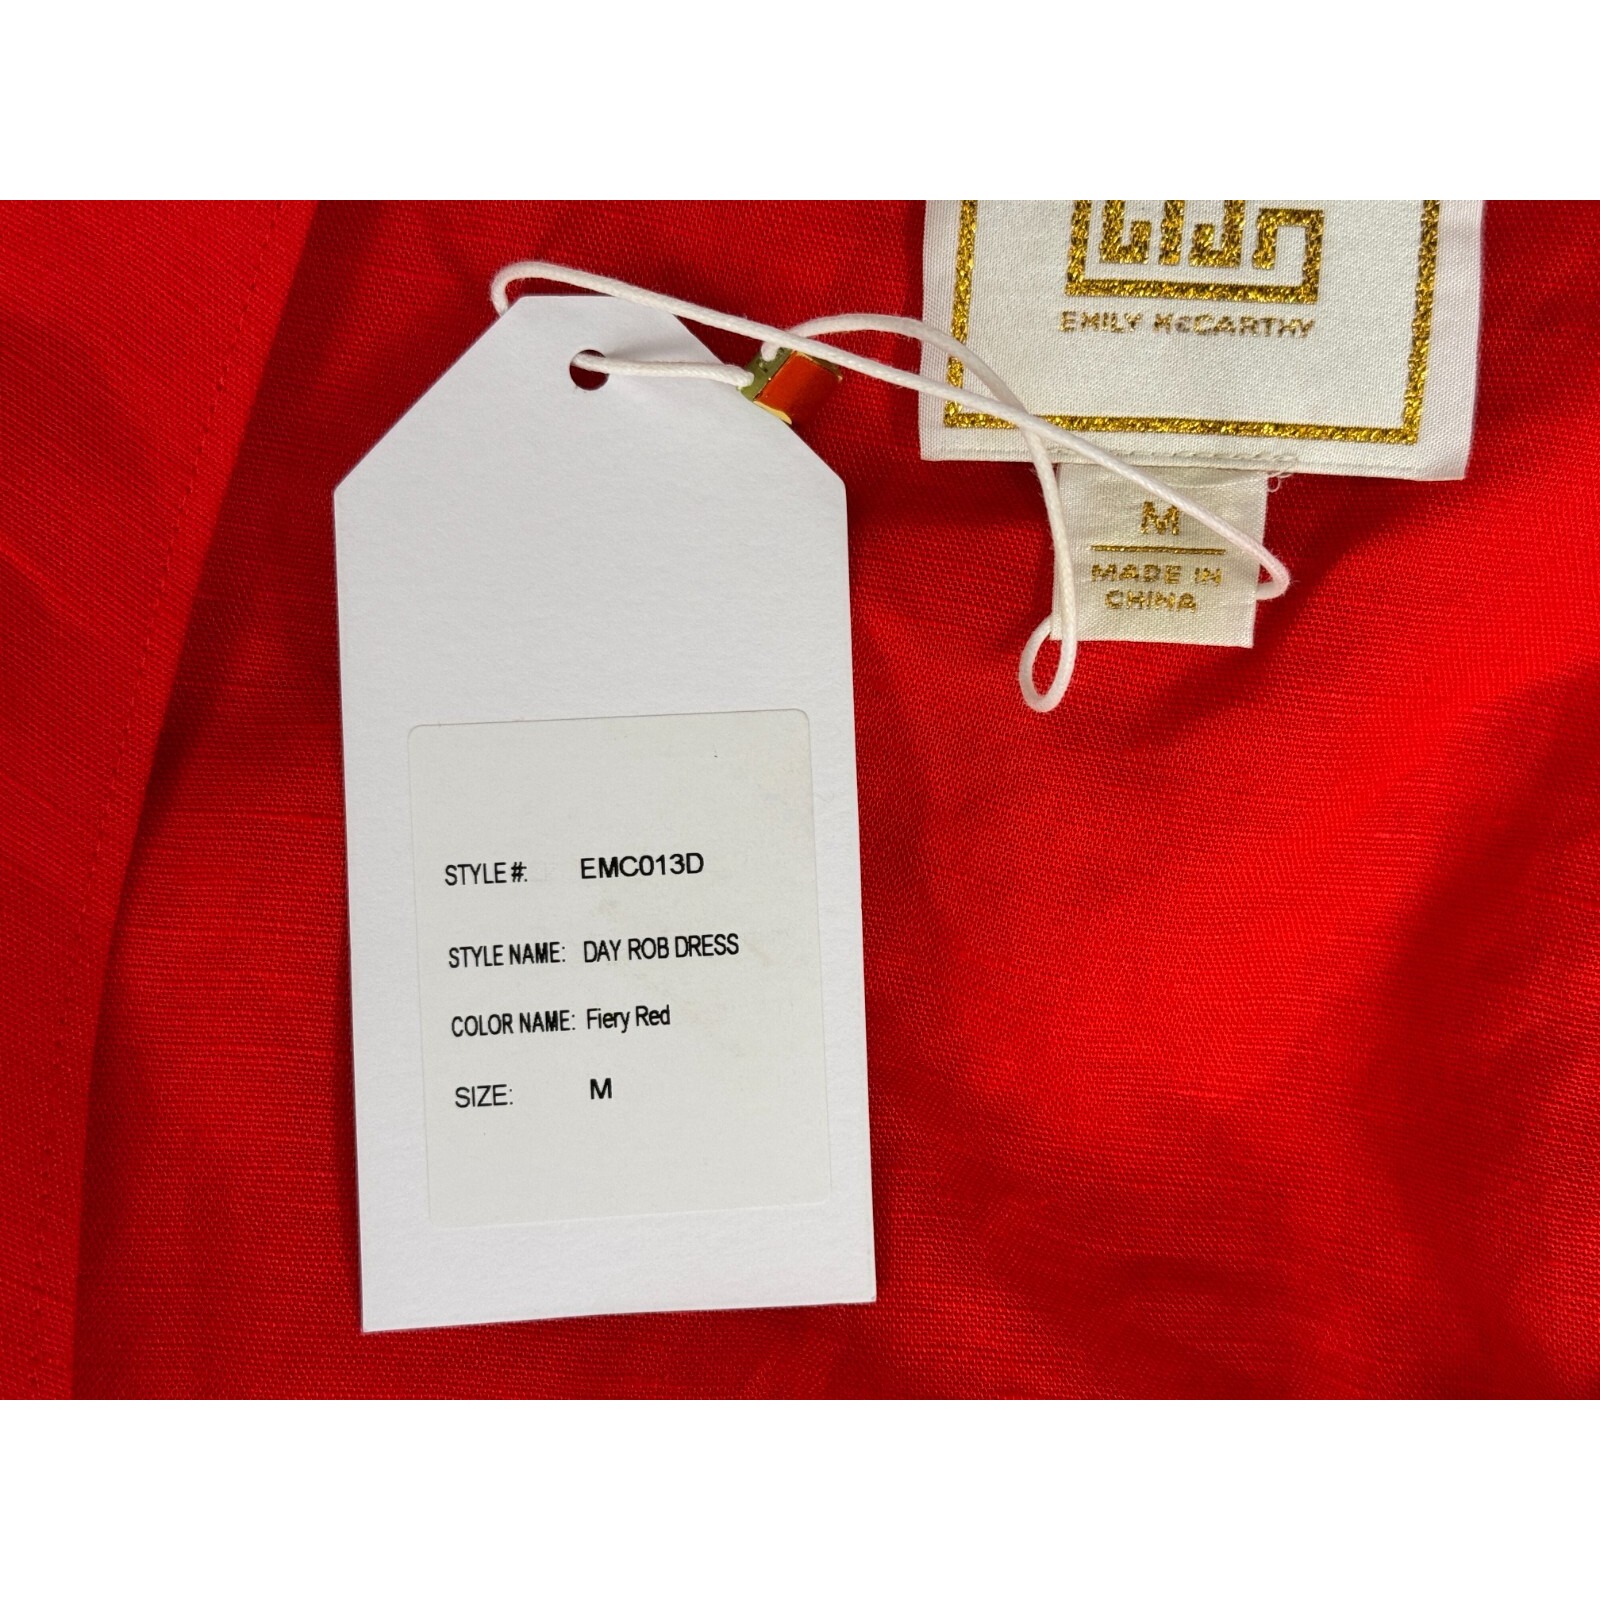 EMILY McCARTHY
M
MADE IN
CHINA
STYLE#: EMC013D
STYLE NAME: DAY ROB DRESS
COLOR NAME: Fiery Red
SIZE: M